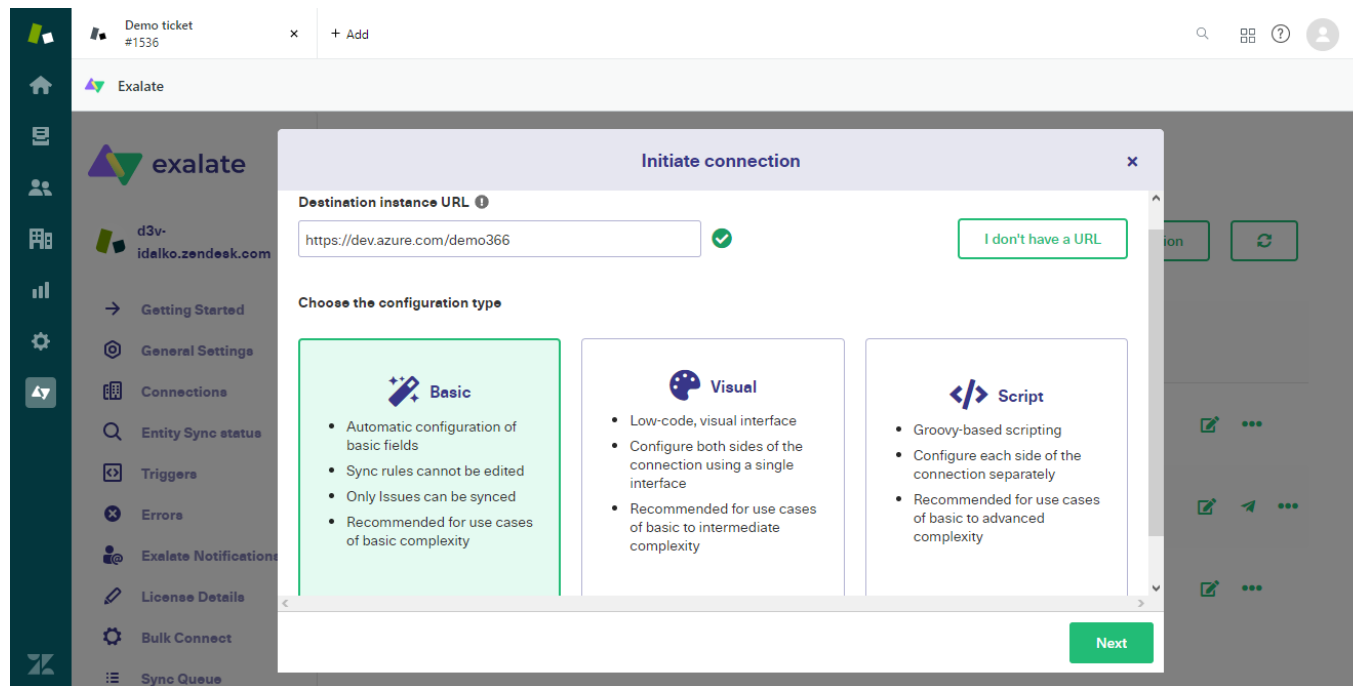 Demo ticket
#1536
× + Add
Exalate
exalate
d3v-
idalko.zendesk.com
Getting Started
General Settings
Connections
Entity Sync status
Triggers
Errors
Exalate Notifications
License Details
Bulk Connect
Sync Queue
Initiate connection
Destination instance URL
https://dev.azure.com/demo366
I don't have a URL
ion
Choose the configuration type
Basic
• Automatic configuration of
basic fields
• Sync rules cannot be edited
• Only Issues can be synced
• Recommended for use cases
of basic complexity
Visual
• Low-code, visual interface
• Configure both sides of the
connection using a single
interface
• Recommended for use cases
of basic to intermediate
complexity
</> Script
• Groovy-based scripting
• Configure each side of the
connection separately
• Recommended for use cases
of basic to advanced
complexity
Next